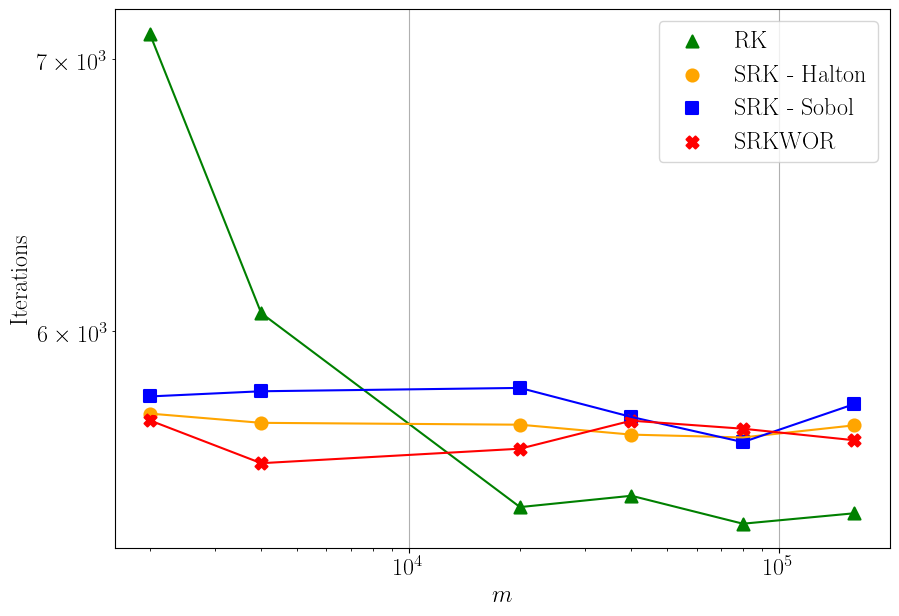 RK
SRK - Halton
SRK - Sobol
SRKWOR
7 × 10³
6 × 10³
Iterations
10⁴
10⁵
m